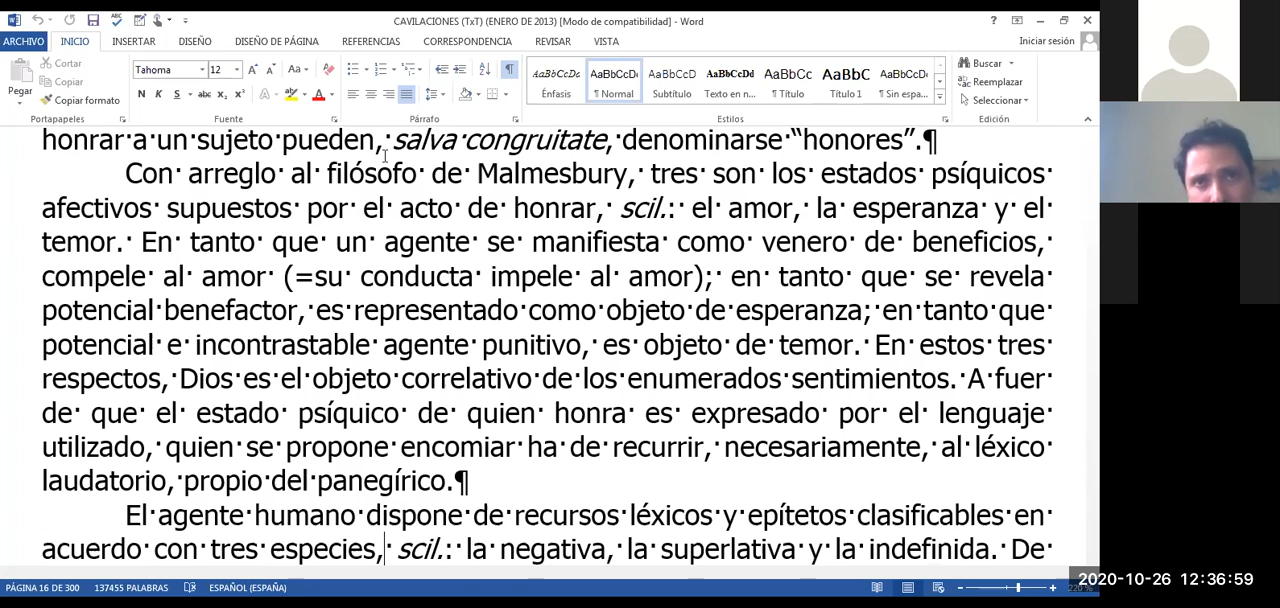 CAVILACIONES (TxT) (ENERO DE 2013) [Modo de compatibilidad] - Word
ARCHIVO INICIO INSERTAR DISEÑO DISEÑO DE PÁGINA REFERENCIAS CORRESPONDENCIA REVISAR VISTA Iniciar sesión
Pegar
Cortar
Copiar
Copiar formato
Portapapeles
Tahoma 12
N K S abc x₂ x²
Fuente
Párrafo
AaBbCcDc Énfasis
AaBbCcDc ¶ Normal
AaBbCcD Subtítulo
AaBbCcDd Texto en n...
AaBbCc ¶ Título
AaBbC Título 1
AaBbCcD ¶ Sin espa...
Estilos
Buscar
Reemplazar
Seleccionar
Edición
honrar a un sujeto pueden, salva congruitate, denominarse “honores”.¶
Con arreglo al filósofo de Malmesbury, tres son los estados psíquicos
afectivos supuestos por el acto de honrar, scil.: el amor, la esperanza y el
temor. En tanto que un agente se manifiesta como venero de beneficios,
compele al amor (=su conducta impele al amor); en tanto que se revela
potencial benefactor, es representado como objeto de esperanza; en tanto que
potencial e incontrastable agente punitivo, es objeto de temor. En estos tres
respectos, Dios es el objeto correlativo de los enumerados sentimientos. A fuer
de que el estado psíquico de quien honra es expresado por el lenguaje
utilizado, quien se propone encomiar ha de recurrir, necesariamente, al léxico
laudatorio, propio del panegírico.¶
El agente humano dispone de recursos léxicos y epítetos clasificables en
acuerdo con tres especies, scil.: la negativa, la superlativa y la indefinida. De
PÁGINA 16 DE 300 137455 PALABRAS ESPAÑOL (ESPAÑA) 220 %
2020-10-26 12:36:59